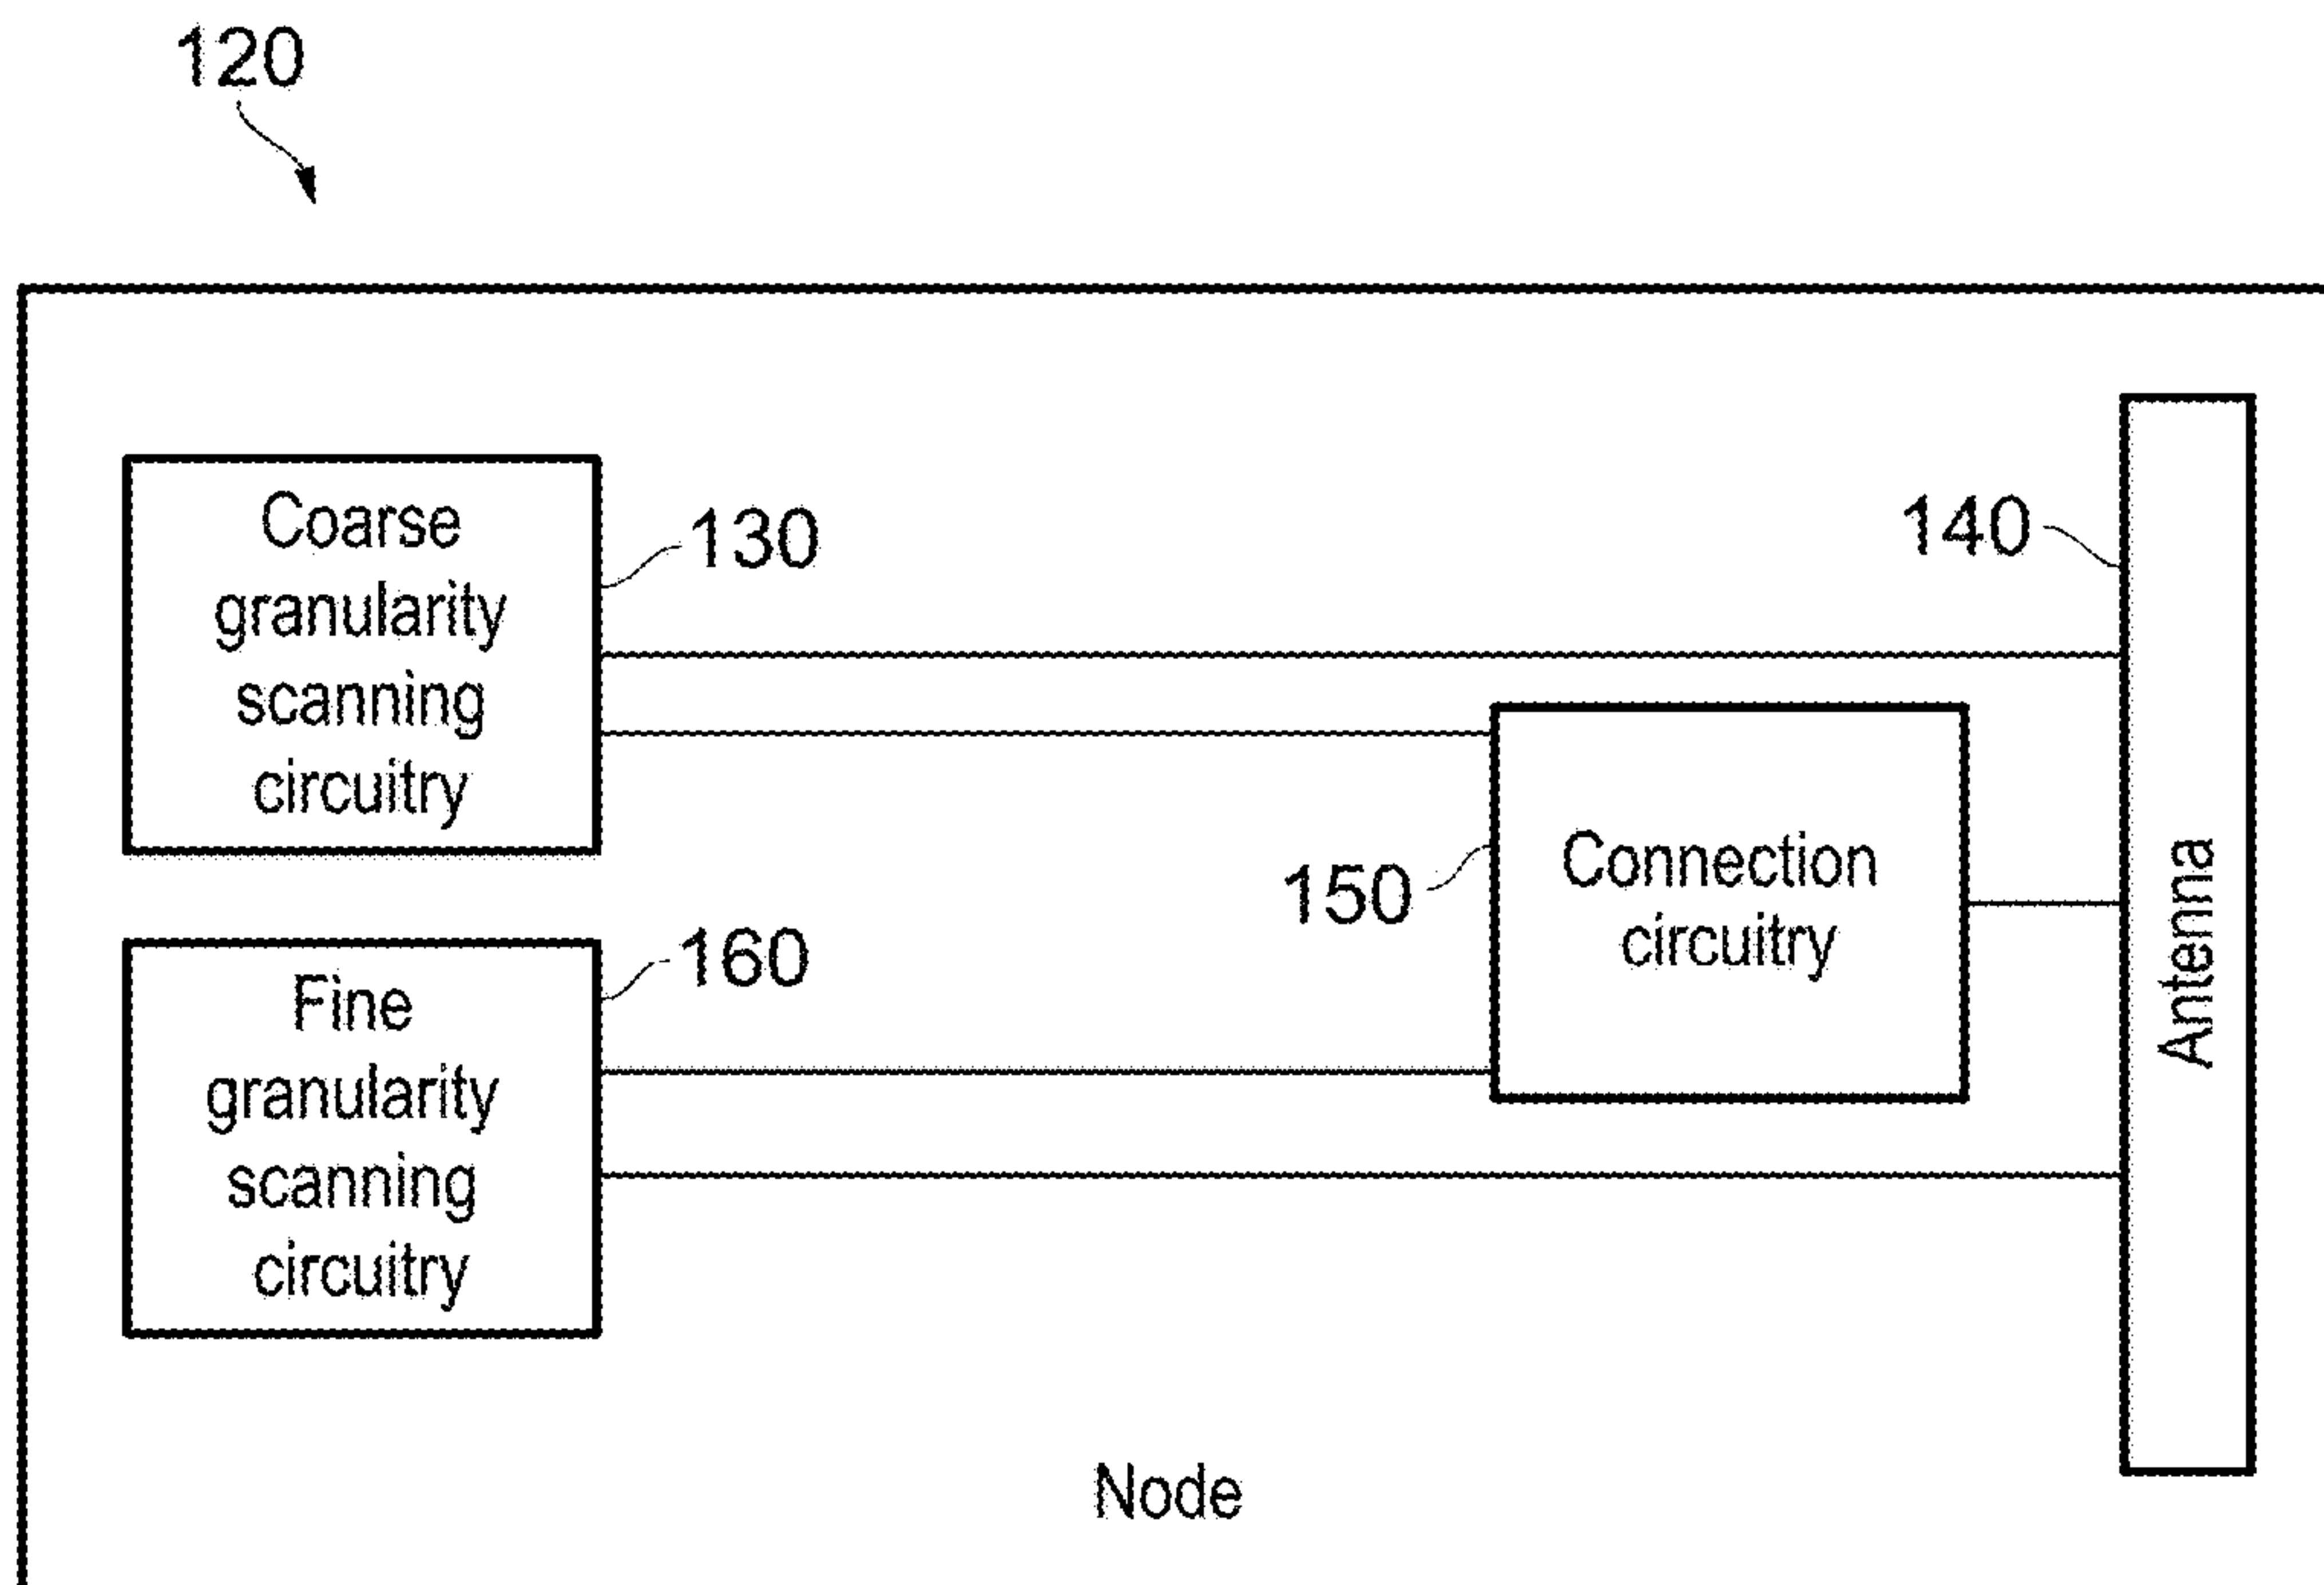 120
Coarse
granularity
scanning
circuitry
130
140
150
Connection
circuitry
Antenna
160
Fine
granularity
scanning
circuitry
Node